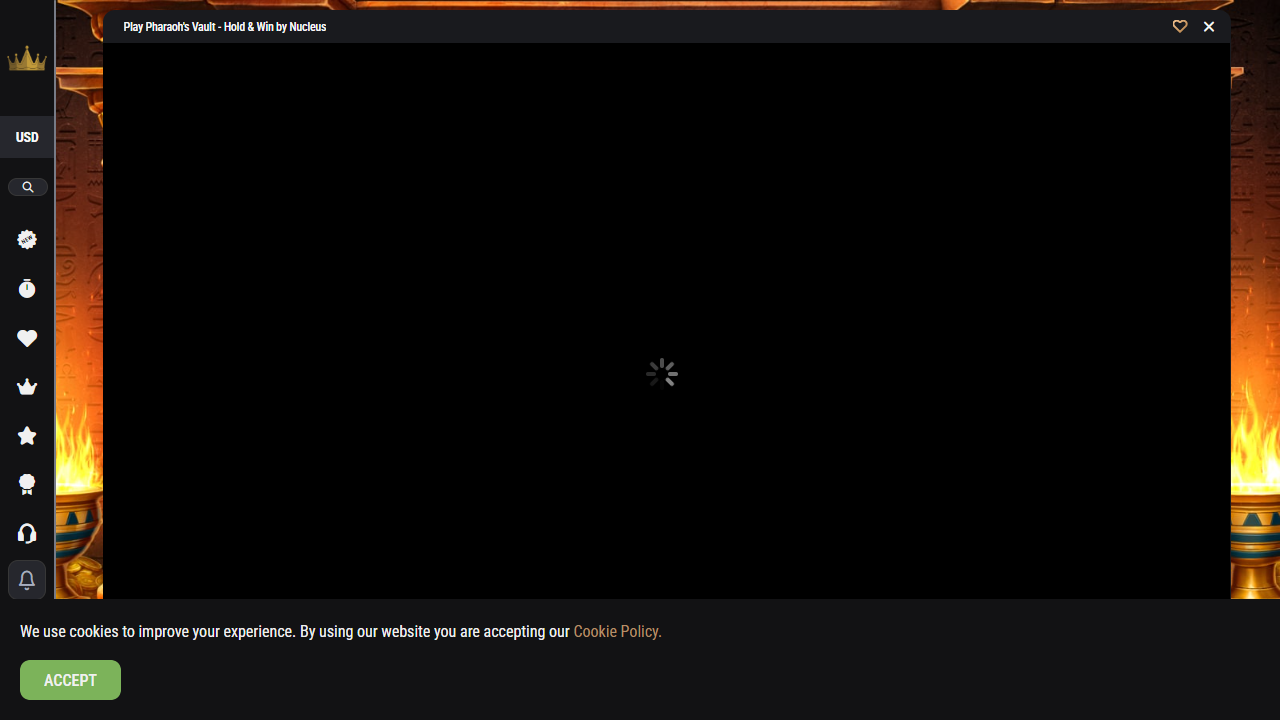 Play Pharaoh's Vault - Hold & Win by Nucleus
USD
NEW
We use cookies to improve your experience. By using our website you are accepting our Cookie Policy.
ACCEPT